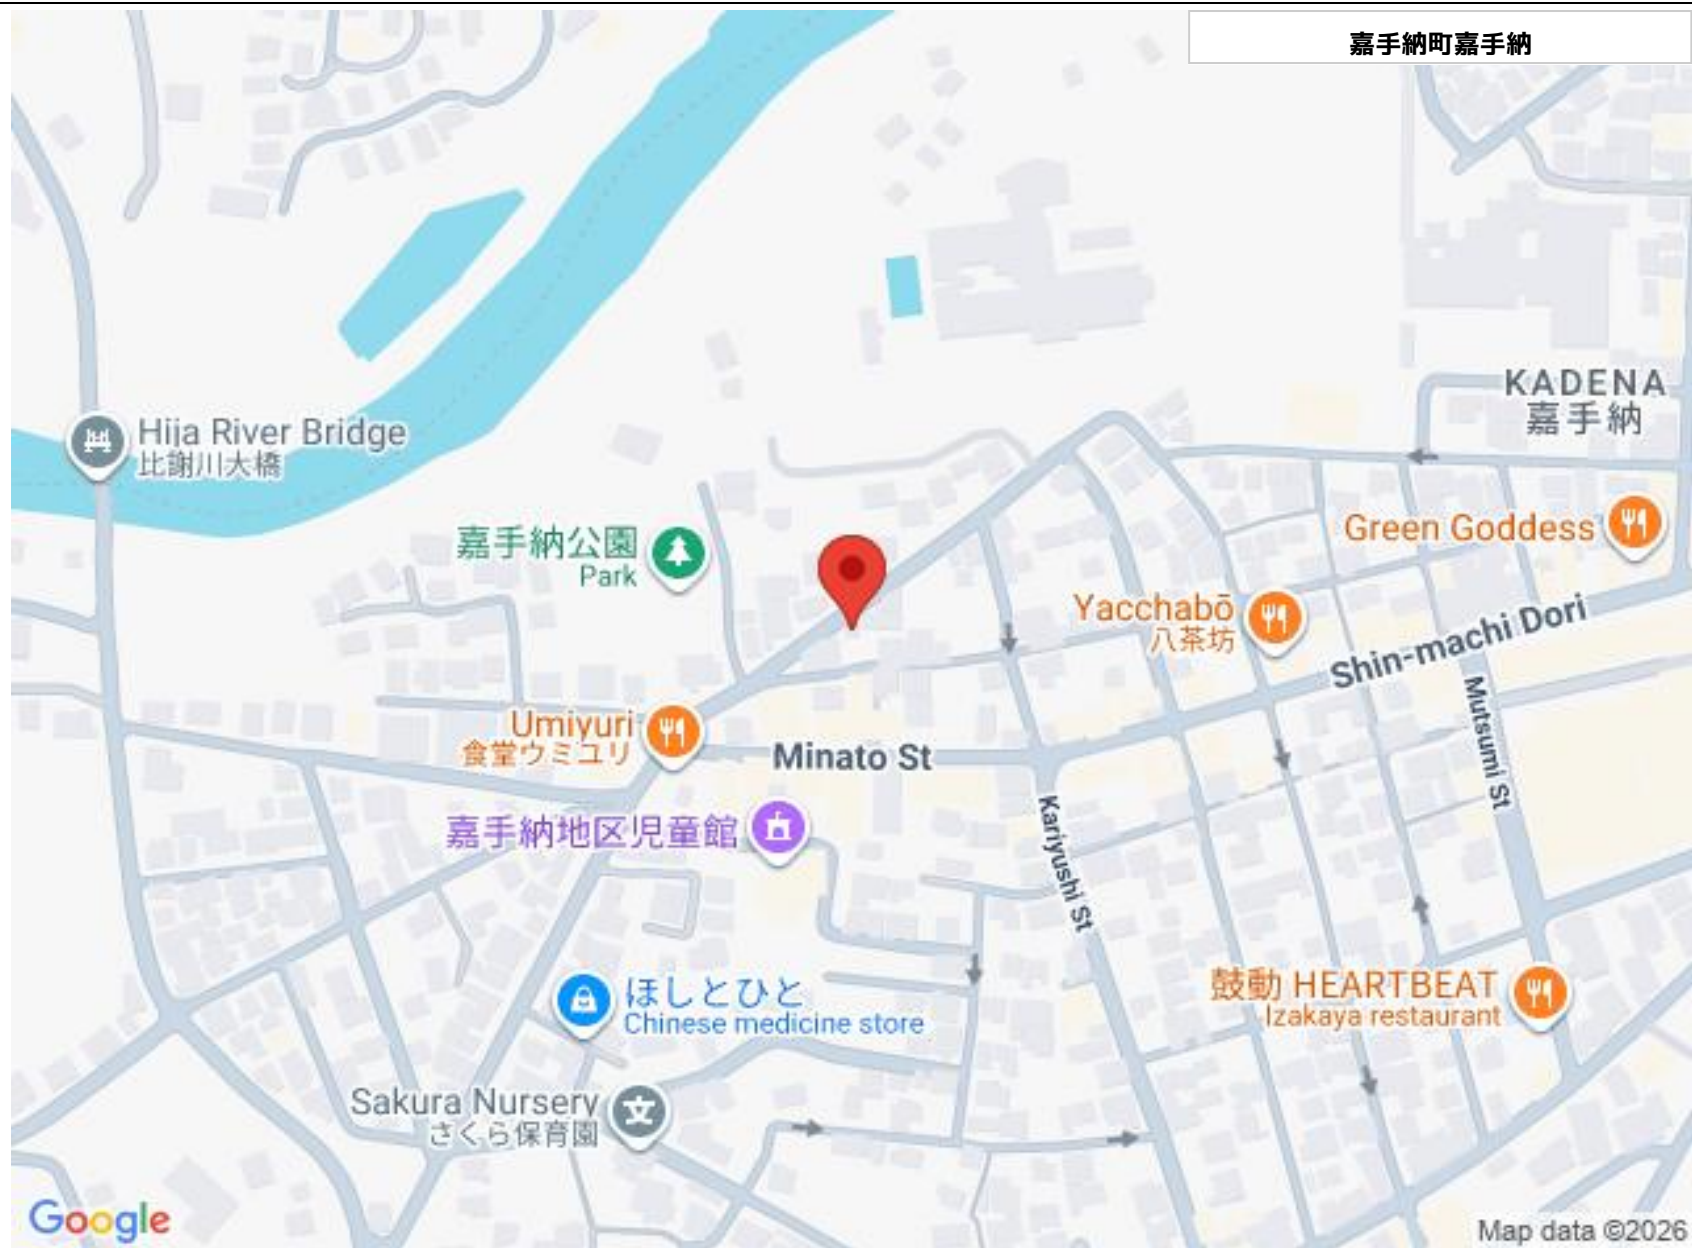 嘉手納町嘉手納
KADENA
嘉手納
Hija River Bridge
比謝川大橋
嘉手納公園
Park
Green Goddess
Yacchabō
八茶坊
Shin-machi Dori
Umiyuri
食堂ウミユリ
Minato St
Mutsumi St
嘉手納地区児童館
Kariyushi St
ほしとひと
Chinese medicine store
鼓動 HEARTBEAT
Izakaya restaurant
Sakura Nursery
さくら保育園
文
Google
Map data ©2026